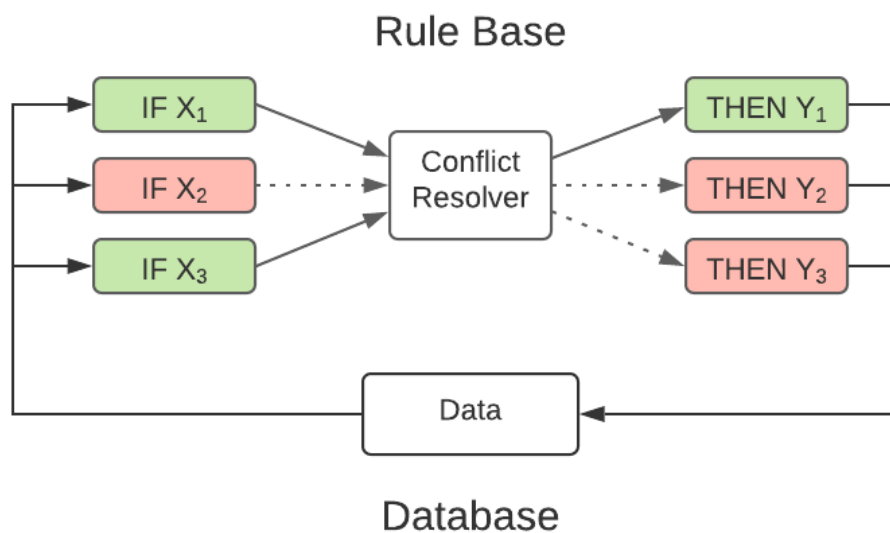 Rule Base
IF X₁
THEN Y₁
Conflict
Resolver
IF X₂
THEN Y₂
IF X₃
THEN Y₃
Data
Database